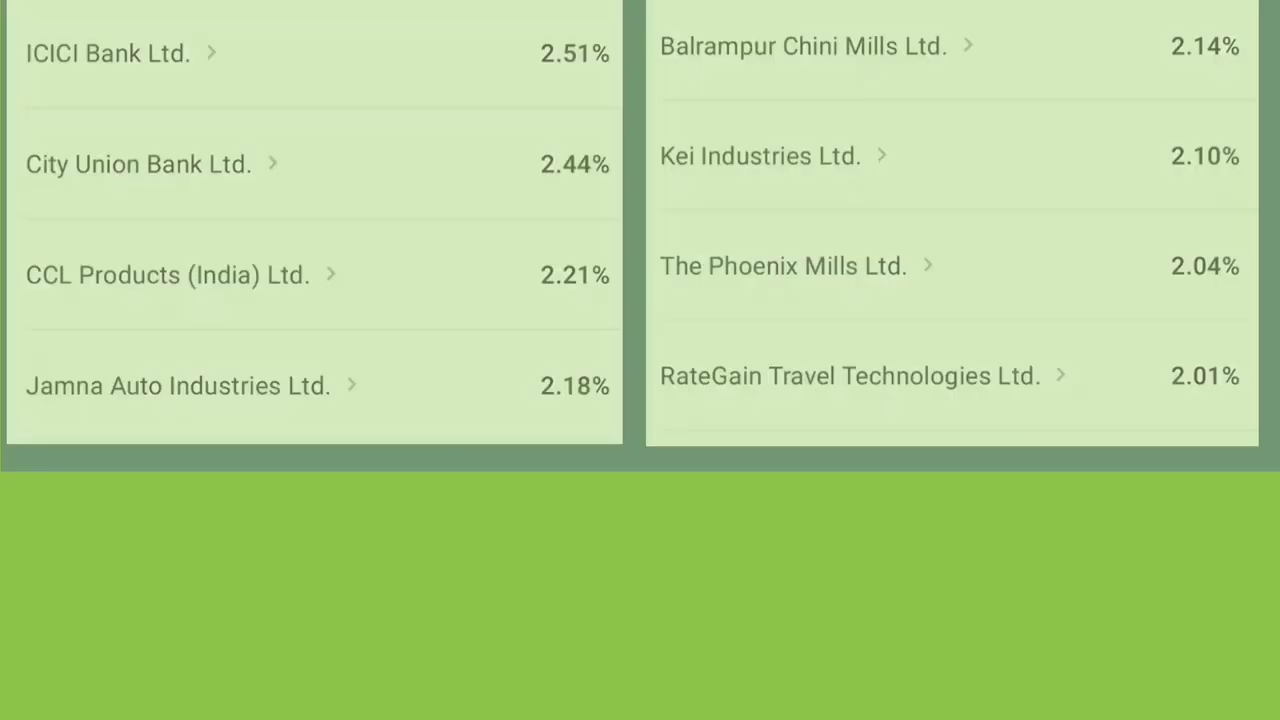 ICICI Bank Ltd. 2.51%
City Union Bank Ltd. 2.44%
CCL Products (India) Ltd. 2.21%
Jamna Auto Industries Ltd. 2.18%
Balrampur Chini Mills Ltd. 2.14%
Kei Industries Ltd. 2.10%
The Phoenix Mills Ltd. 2.04%
RateGain Travel Technologies Ltd. 2.01%